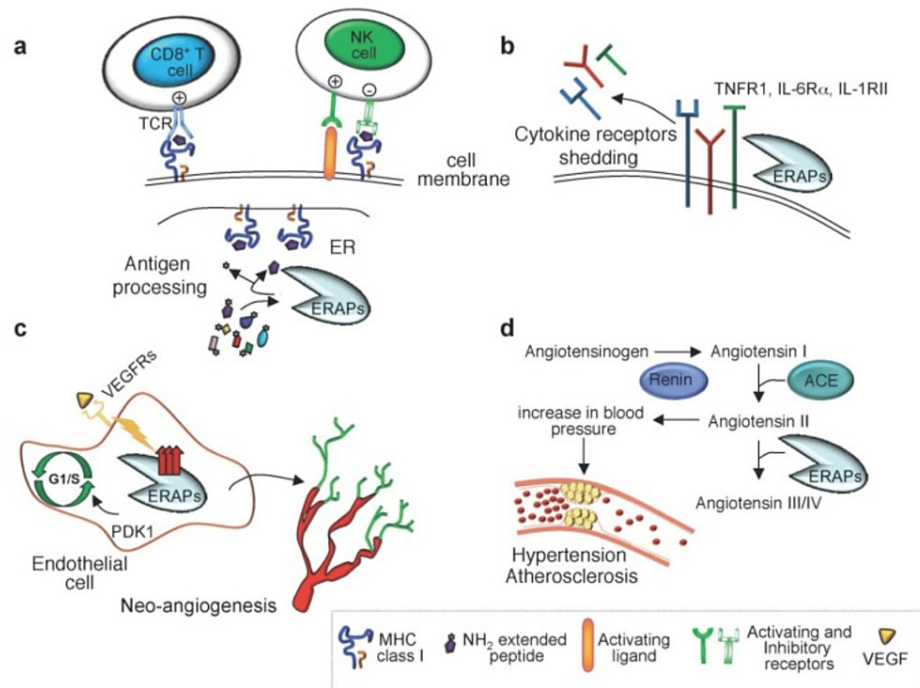 a
CD8⁺ T
cell
NK
cell
+
+
-
TCR
cell
membrane
ER
Antigen
processing
ERAPs
b
TNFR1, IL-6Rα, IL-1RII
Cytokine receptors
shedding
ERAPs
c
VEGFRs
G1/S
ERAPs
PDK1
Endothelial
cell
Neo-angiogenesis
d
Angiotensinogen
Angiotensin I
Renin
ACE
increase in blood
pressure
Angiotensin II
ERAPs
Angiotensin III/IV
Hypertension
Atherosclerosis
MHC
class I
NH₂ extended
peptide
Activating
ligand
Activating and
Inhibitory
receptors
VEGF